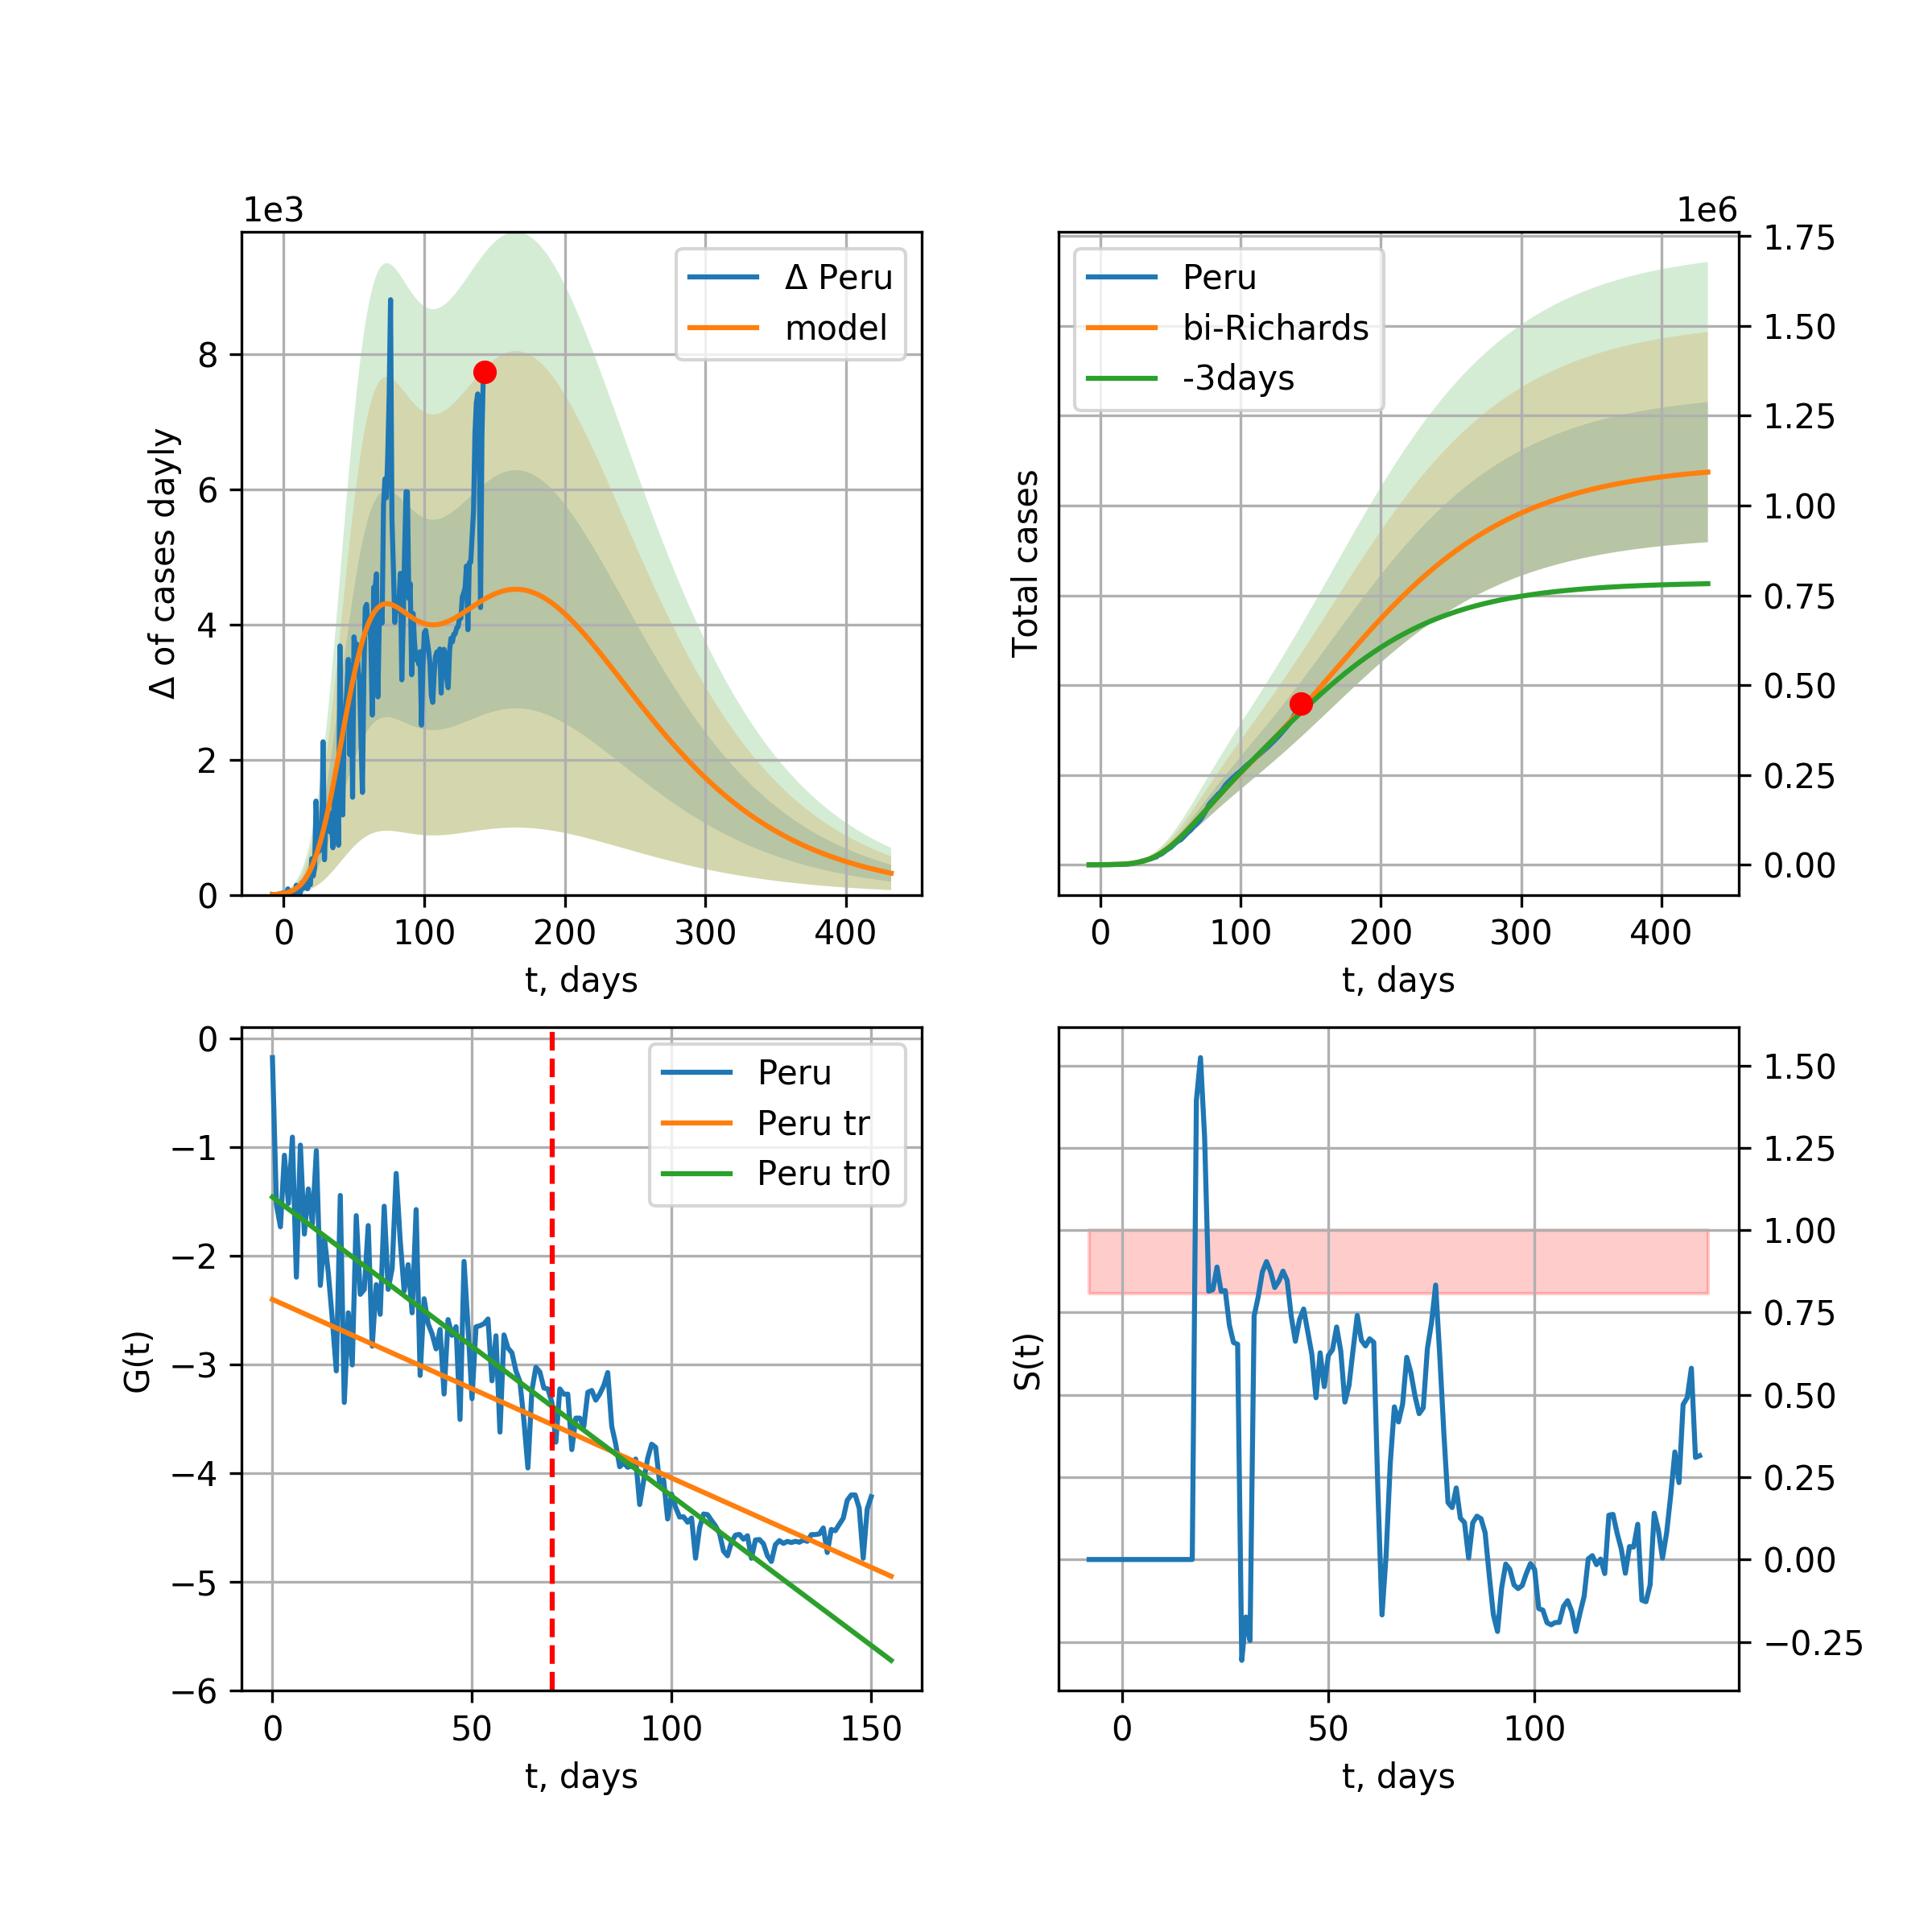 1e3
Δ of cases dayly
8
6
4
2
0
0 100 200 300 400
t, days
Δ Peru
model
1e6
Total cases
1.75
1.50
1.25
1.00
0.75
0.50
0.25
0.00
0 100 200 300 400
t, days
Peru
bi-Richards
-3days
G(t)
0
−1
−2
−3
−4
−5
−6
0 50 100 150
t, days
Peru
Peru tr
Peru tr0
S(t)
1.50
1.25
1.00
0.75
0.50
0.25
0.00
−0.25
0 50 100
t, days